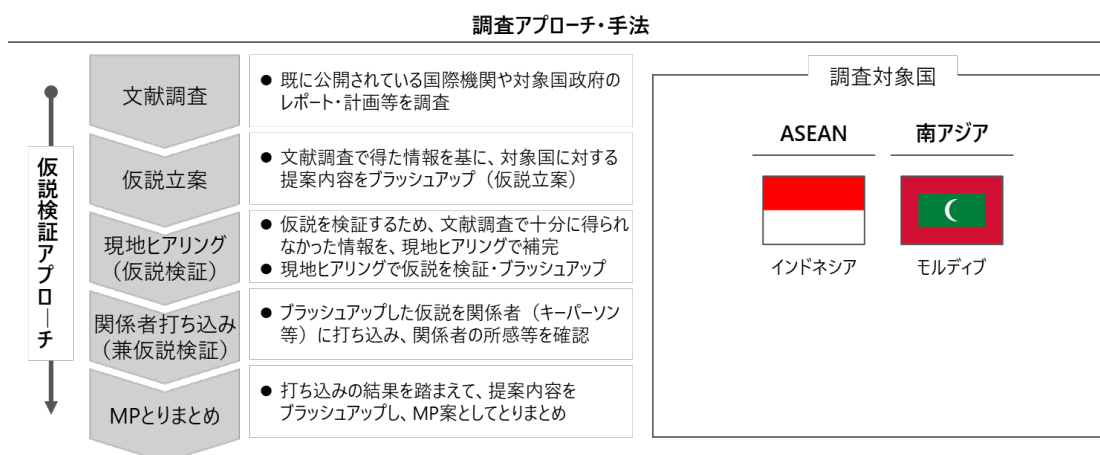 調査アプローチ・手法
仮説検証アプローチ
文献調査
● 既に公開されている国際機関や対象国政府の
レポート・計画等を調査
仮説立案
● 文献調査で得た情報を基に、対象国に対する
提案内容をブラッシュアップ（仮説立案）
現地ヒアリング
（仮説検証）
● 仮説を検証するため、文献調査で十分に得られ
なかった情報を、現地ヒアリングで補完
● 現地ヒアリングで仮説を検証・ブラッシュアップ
関係者打ち込み
（兼仮説検証）
● ブラッシュアップした仮説を関係者（キーパーソン
等）に打ち込み、関係者の所感等を確認
MPとりまとめ
● 打ち込みの結果を踏まえて、提案内容を
ブラッシュアップし、MP案としてとりまとめ
調査対象国
ASEAN
インドネシア
南アジア
モルディブ